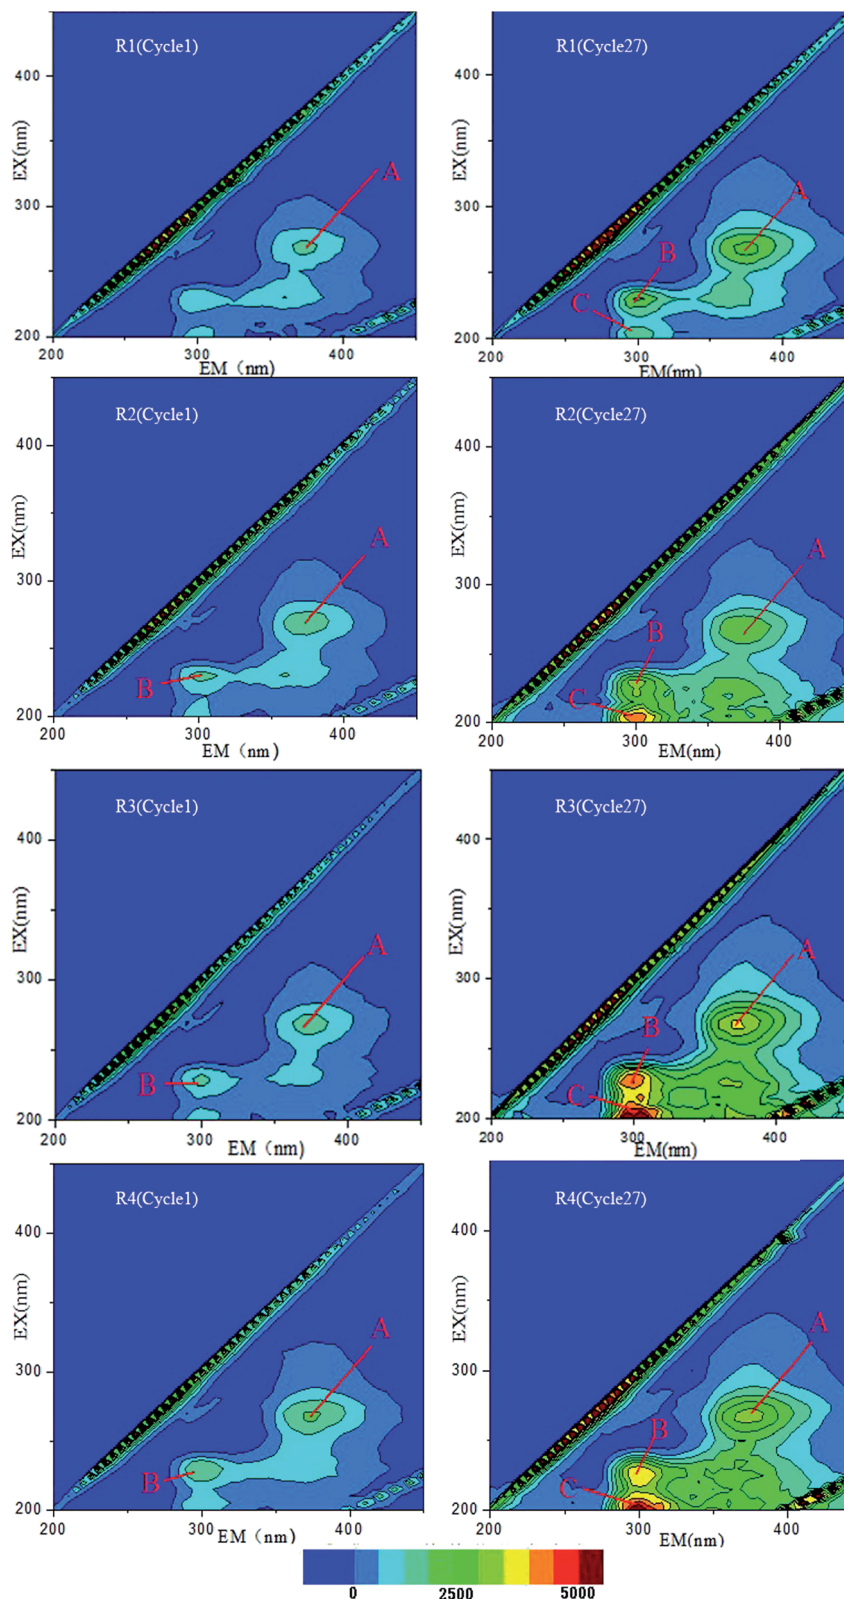 R1(Cycle1)
400
300
200
EX(nm)
A
200
300
400
EM（nm)
R1(Cycle27)
400
300
200
EX(nm)
A
B
C
200
300
400
EM(nm)
R2(Cycle1)
400
300
200
EX(nm)
A
B
200
300
400
EM（nm)
R2(Cycle27)
400
300
200
EX(nm)
A
B
C
200
300
400
EM(nm)
R3(Cycle1)
400
300
200
EX(nm)
A
B
200
300
400
EM（nm)
R3(Cycle27)
400
300
200
EX(nm)
A
B
C
200
300
400
EM(nm)
R4(Cycle1)
400
300
200
EX(nm)
A
B
200
300
400
EM（nm)
R4(Cycle27)
400
300
200
EX(nm)
A
B
C
200
300
400
EM(nm)
0
2500
5000